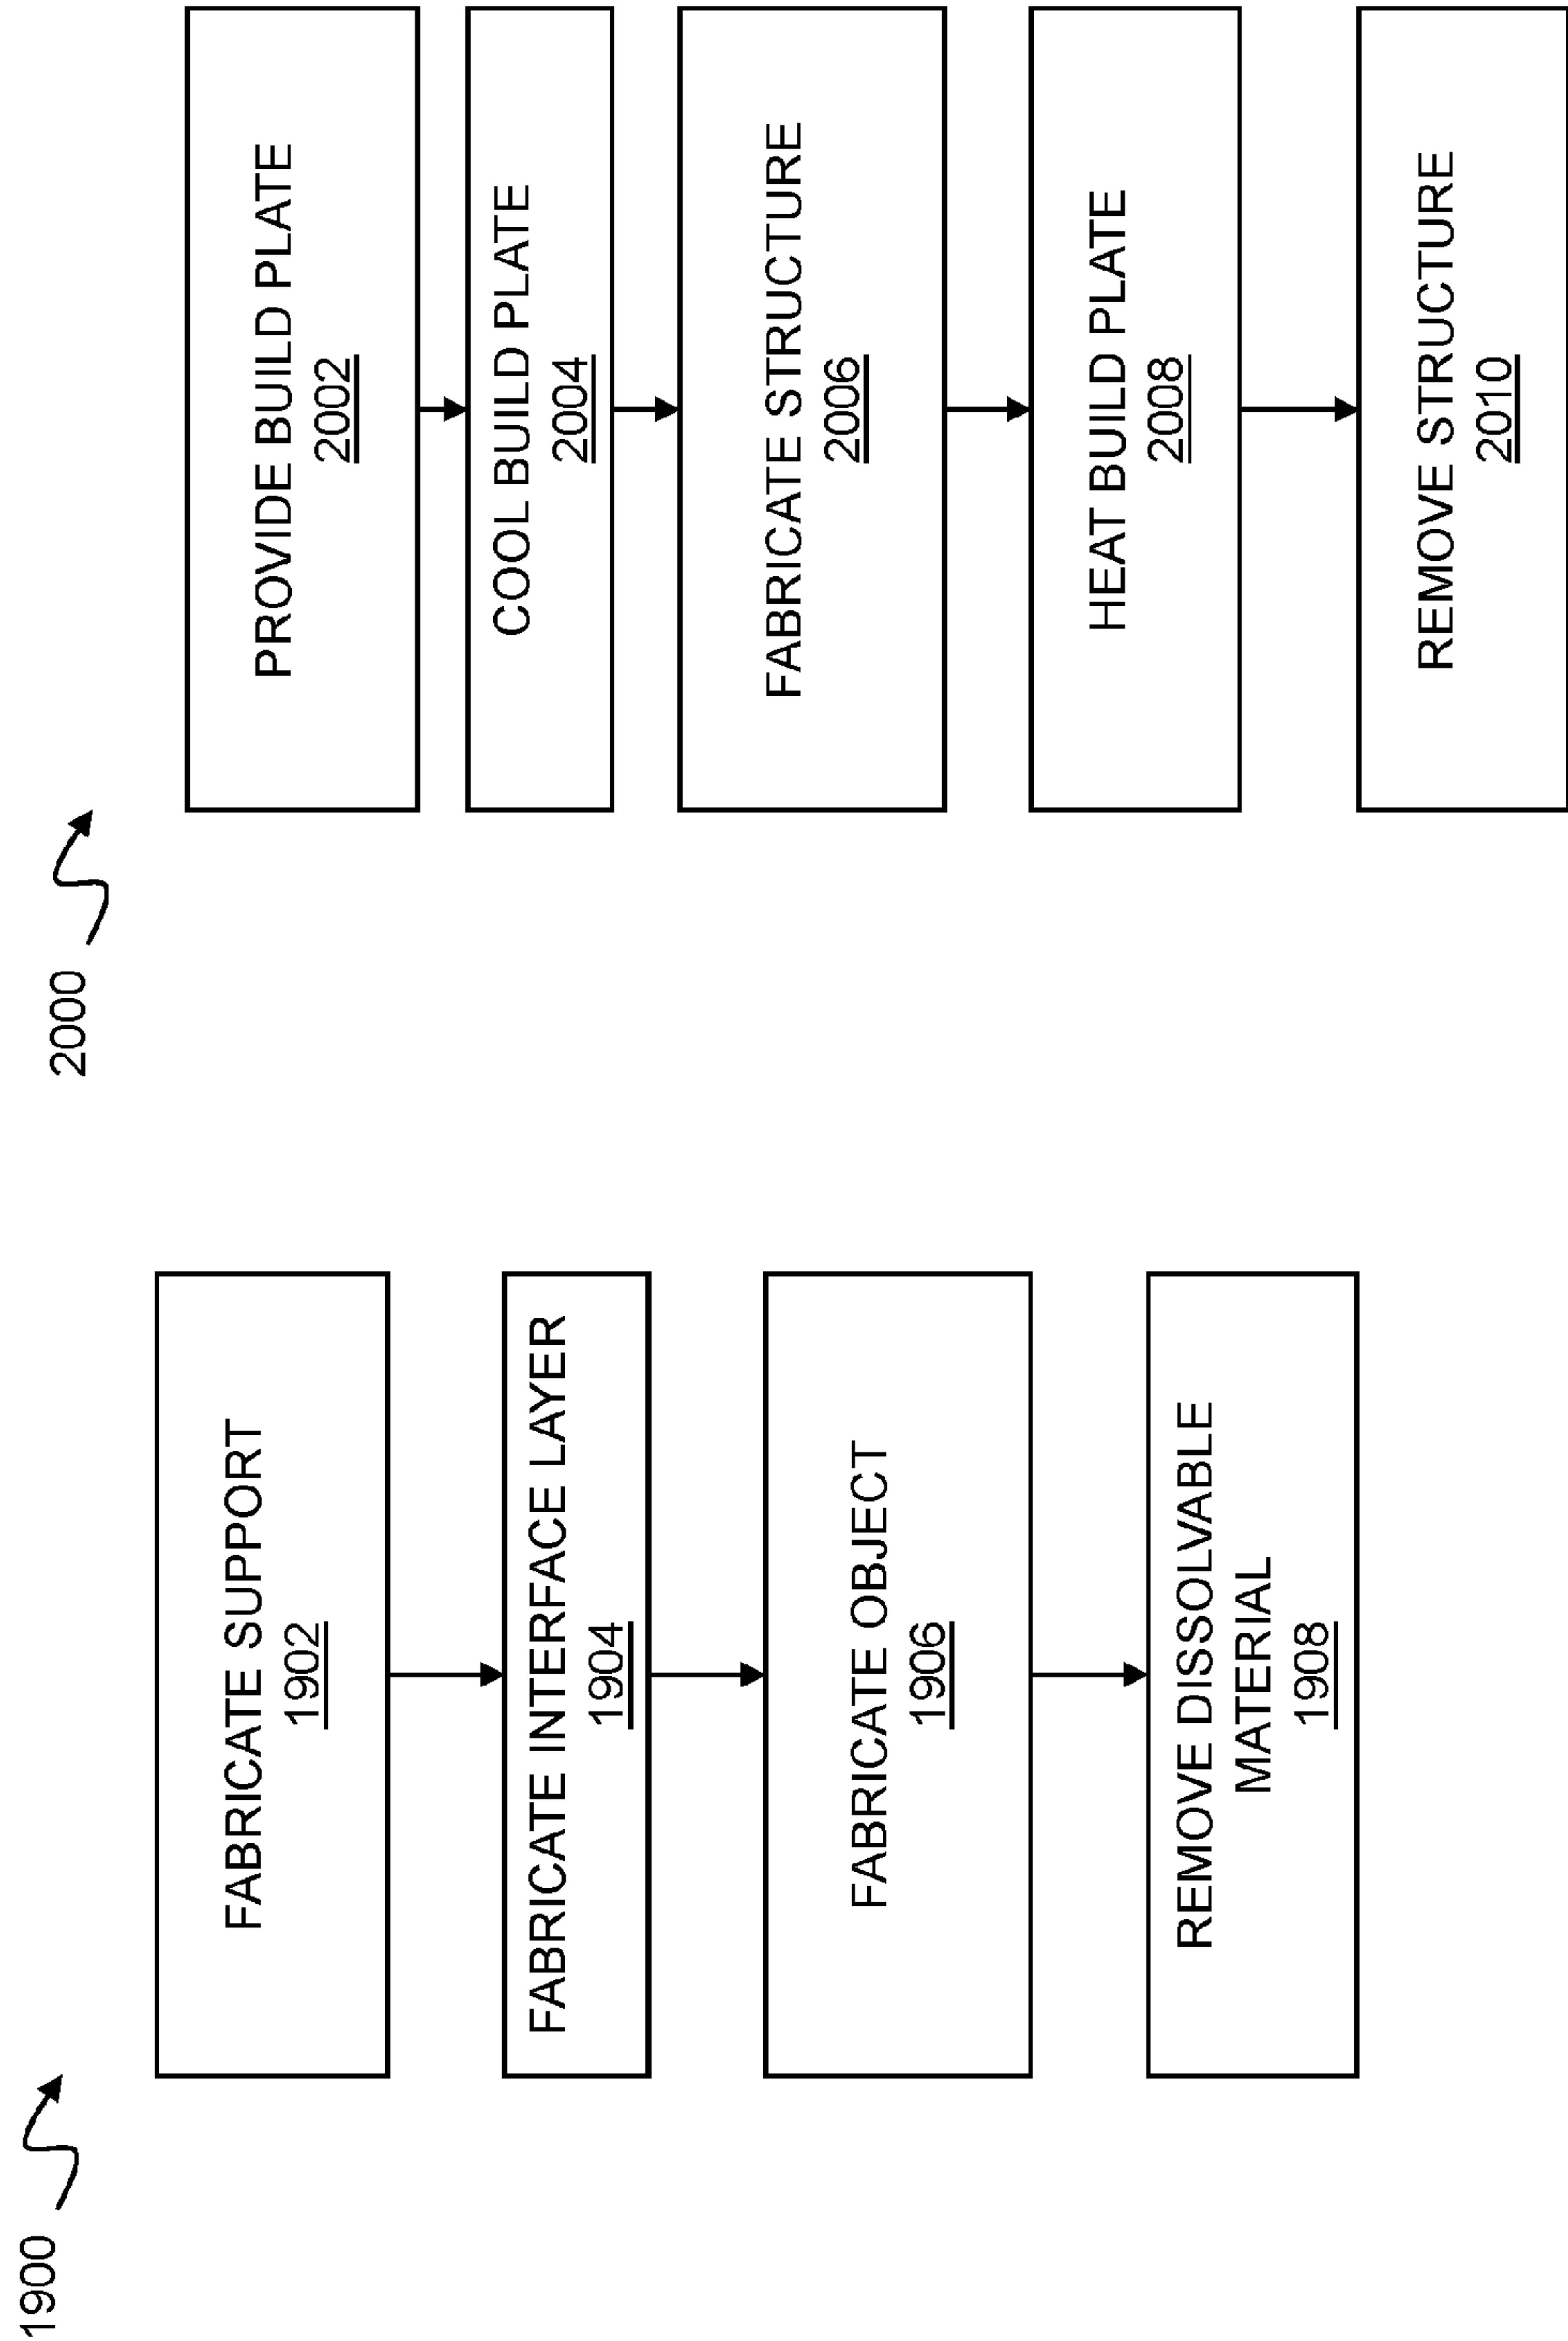 1900
FABRICATE SUPPORT
1902
FABRICATE INTERFACE LAYER
1904
FABRICATE OBJECT
1906
REMOVE DISSOLVABLE
MATERIAL
1908
2000
PROVIDE BUILD PLATE
2002
COOL BUILD PLATE
2004
FABRICATE STRUCTURE
2006
HEAT BUILD PLATE
2008
REMOVE STRUCTURE
2010